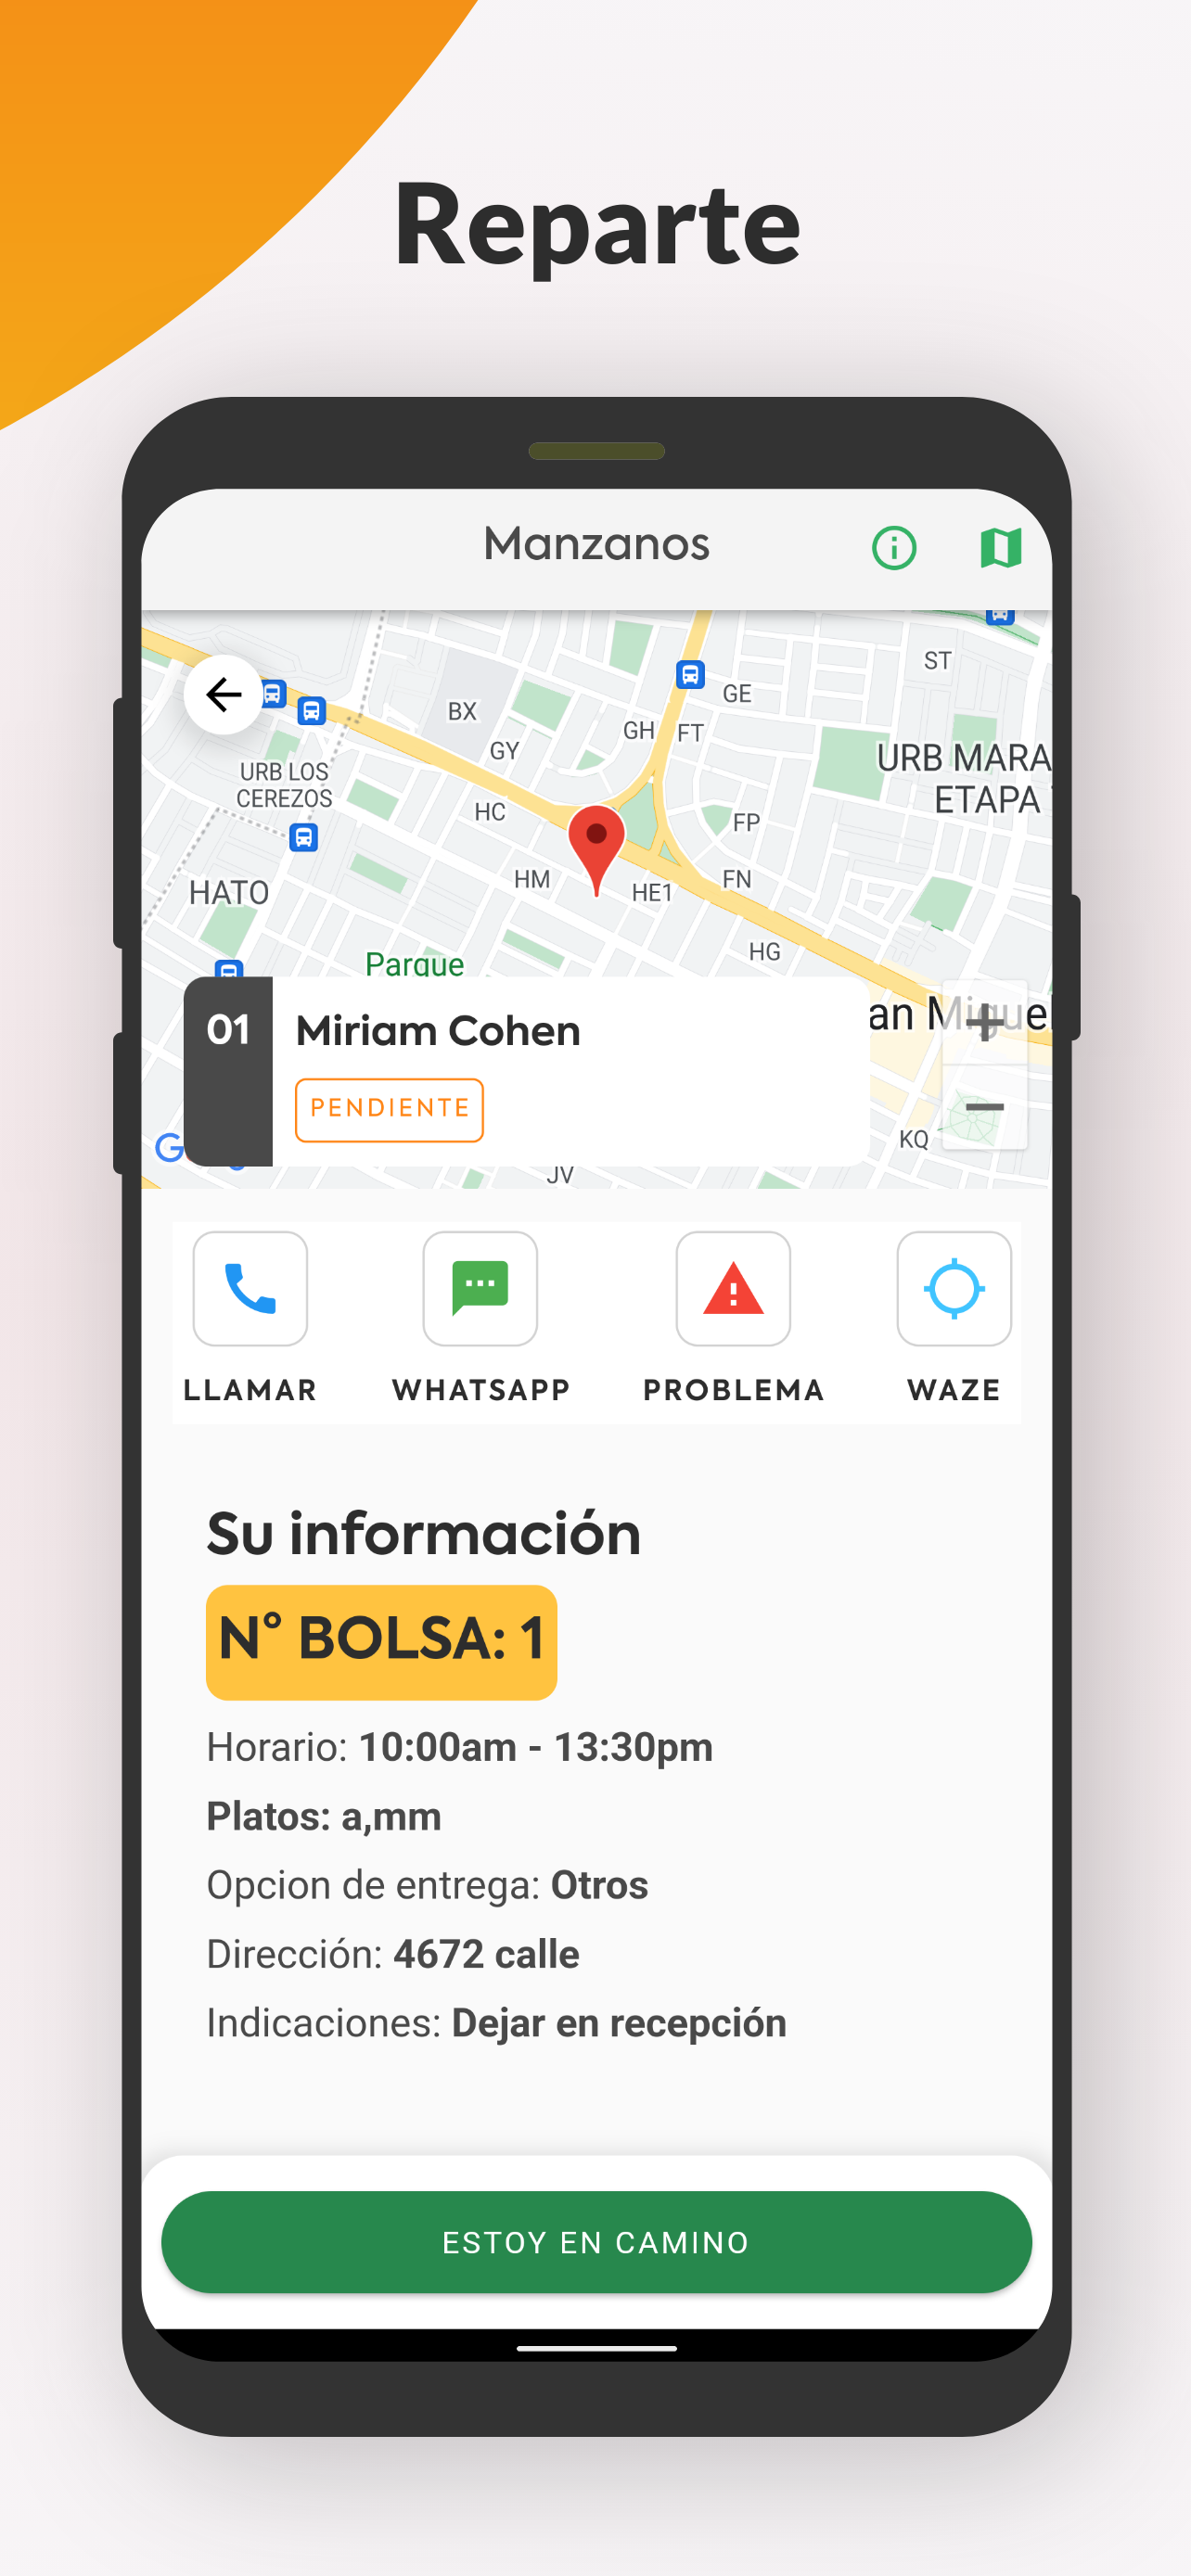 Reparte
Manzanos
ST
GE
BX
GH FT
GY
URB LOS
CEREZOS
URB MARA
ETAPA
HC
FP
HM
HE1
FN
HATO
HG
Parque
01
Miriam Cohen
an Migue
PENDIENTE
KQ
G
JV
LLAMAR
WHATSAPP
PROBLEMA
WAZE
Su información
N° BOLSA: 1
Horario: 10:00am - 13:30pm
Platos: a,mm
Opcion de entrega: Otros
Dirección: 4672 calle
Indicaciones: Dejar en recepción
ESTOY EN CAMINO